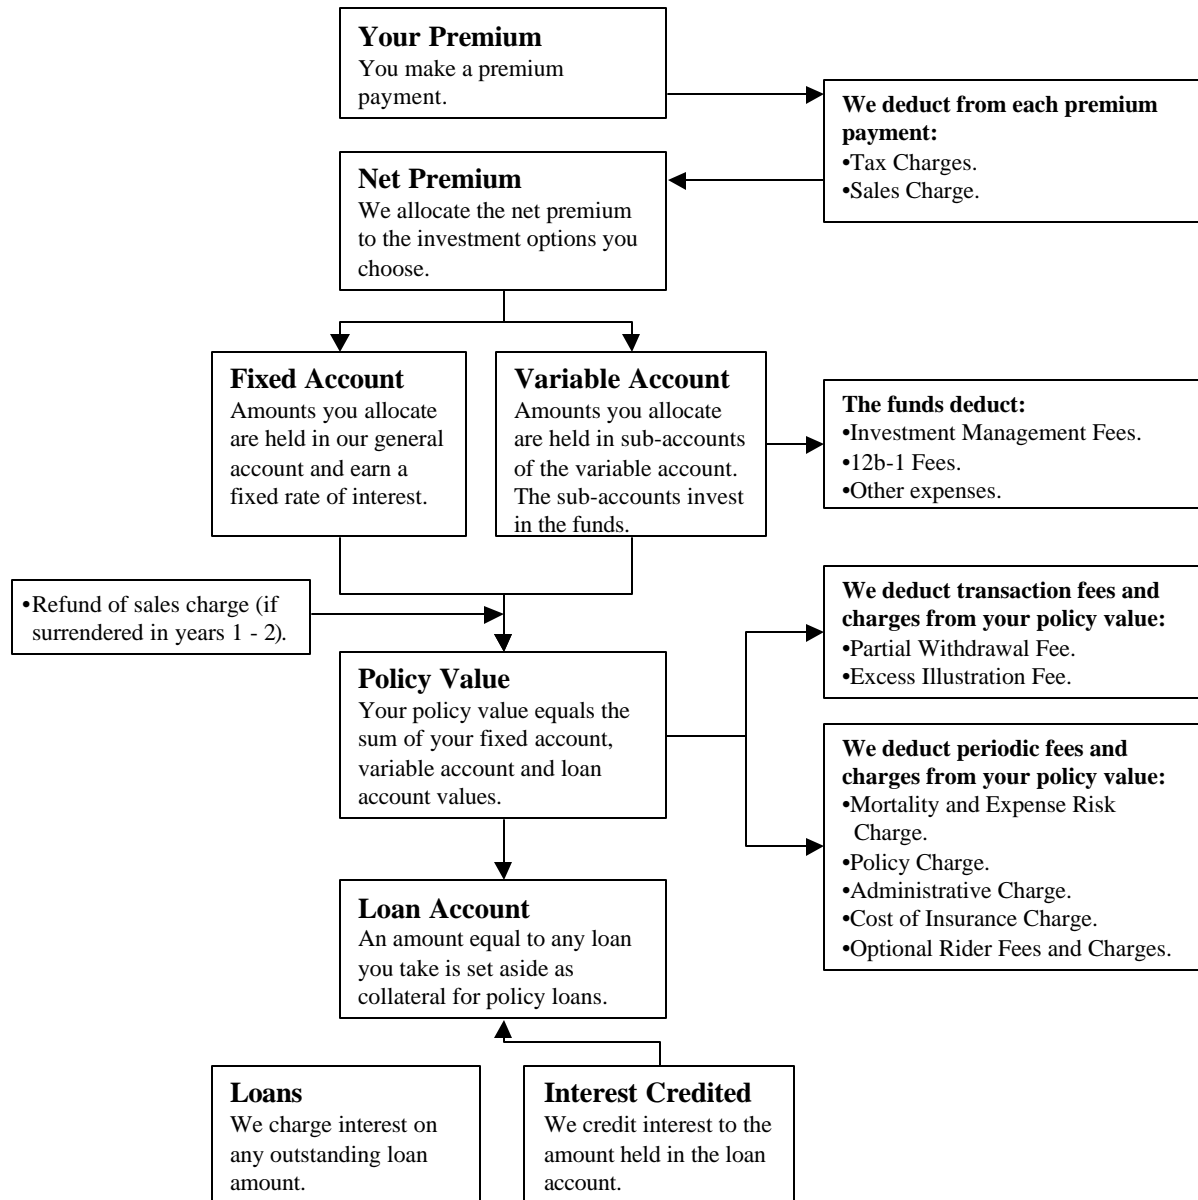 Your Premium
You make a premium
payment.
We deduct from each premium
payment:
•Tax Charges.
•Sales Charge.
Net Premium
We allocate the net premium
to the investment options you
choose.
Fixed Account
Amounts you allocate
are held in our general
account and earn a
fixed rate of interest.
Variable Account
Amounts you allocate
are held in sub-accounts
of the variable account.
The sub-accounts invest
in the funds.
The funds deduct:
•Investment Management Fees.
•12b-1 Fees.
•Other expenses.
•Refund of sales charge (if
surrendered in years 1 - 2).
We deduct transaction fees and
charges from your policy value:
•Partial Withdrawal Fee.
•Excess Illustration Fee.
Policy Value
Your policy value equals the
sum of your fixed account,
variable account and loan
account values.
We deduct periodic fees and
charges from your policy value:
•Mortality and Expense Risk
Charge.
•Policy Charge.
•Administrative Charge.
•Cost of Insurance Charge.
•Optional Rider Fees and Charges.
Loan Account
An amount equal to any loan
you take is set aside as
collateral for policy loans.
Loans
We charge interest on
any outstanding loan
amount.
Interest Credited
We credit interest to the
amount held in the loan
account.